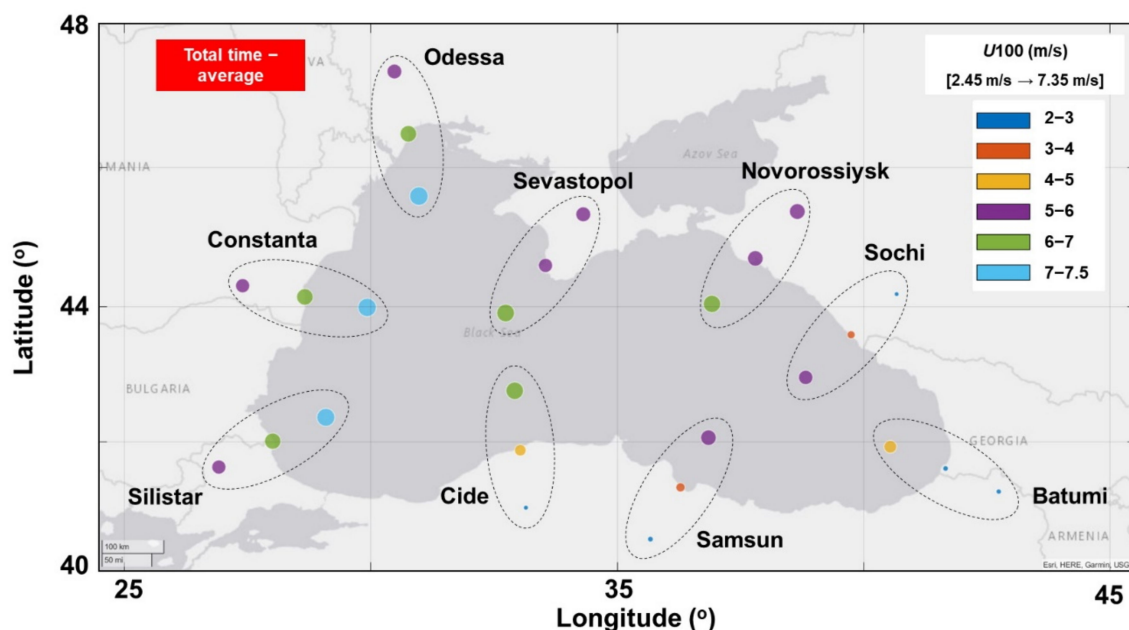 48
Total time –
average
VA
Odessa
U100 (m/s)
[2.45 m/s → 7.35 m/s]
2–3
3–4
4–5
5–6
6–7
7–7.5
MANIA
Azov Sea
Sevastopol
Novorossiysk
Constanta
Sochi
Latitude (º)
44
Black Sea
BULGARIA
GEORGIA
Silistar
Cide
Samsun
Batumi
ARMENIA
100 km
50 mi
Esri, HERE, Garmin, USG
40
25
35
45
Longitude (º)